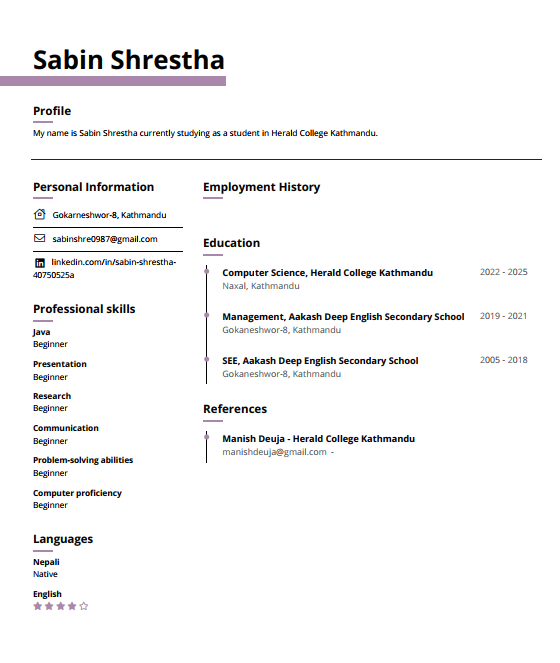 Sabin Shrestha
Profile
My name is Sabin Shrestha currently studying as a student in Herald College Kathmandu.
Personal Information
Gokarneshwor-8, Kathmandu
sabinshre0987@gmail.com
linkedin.com/in/sabin-shrestha-
40750525a
Professional skills
Java
Beginner
Presentation
Beginner
Research
Beginner
Communication
Beginner
Problem-solving abilities
Beginner
Computer proficiency
Beginner
Languages
Nepali
Native
English
Employment History
Education
Computer Science, Herald College Kathmandu 2022 - 2025
Naxal, Kathmandu
Management, Aakash Deep English Secondary School 2019 - 2021
Gokaneshwor-8, Kathmandu
SEE, Aakash Deep English Secondary School 2005 - 2018
Gokaneshwor-8, Kathmandu
References
Manish Deuja - Herald College Kathmandu
manishdeuja@gmail.com -